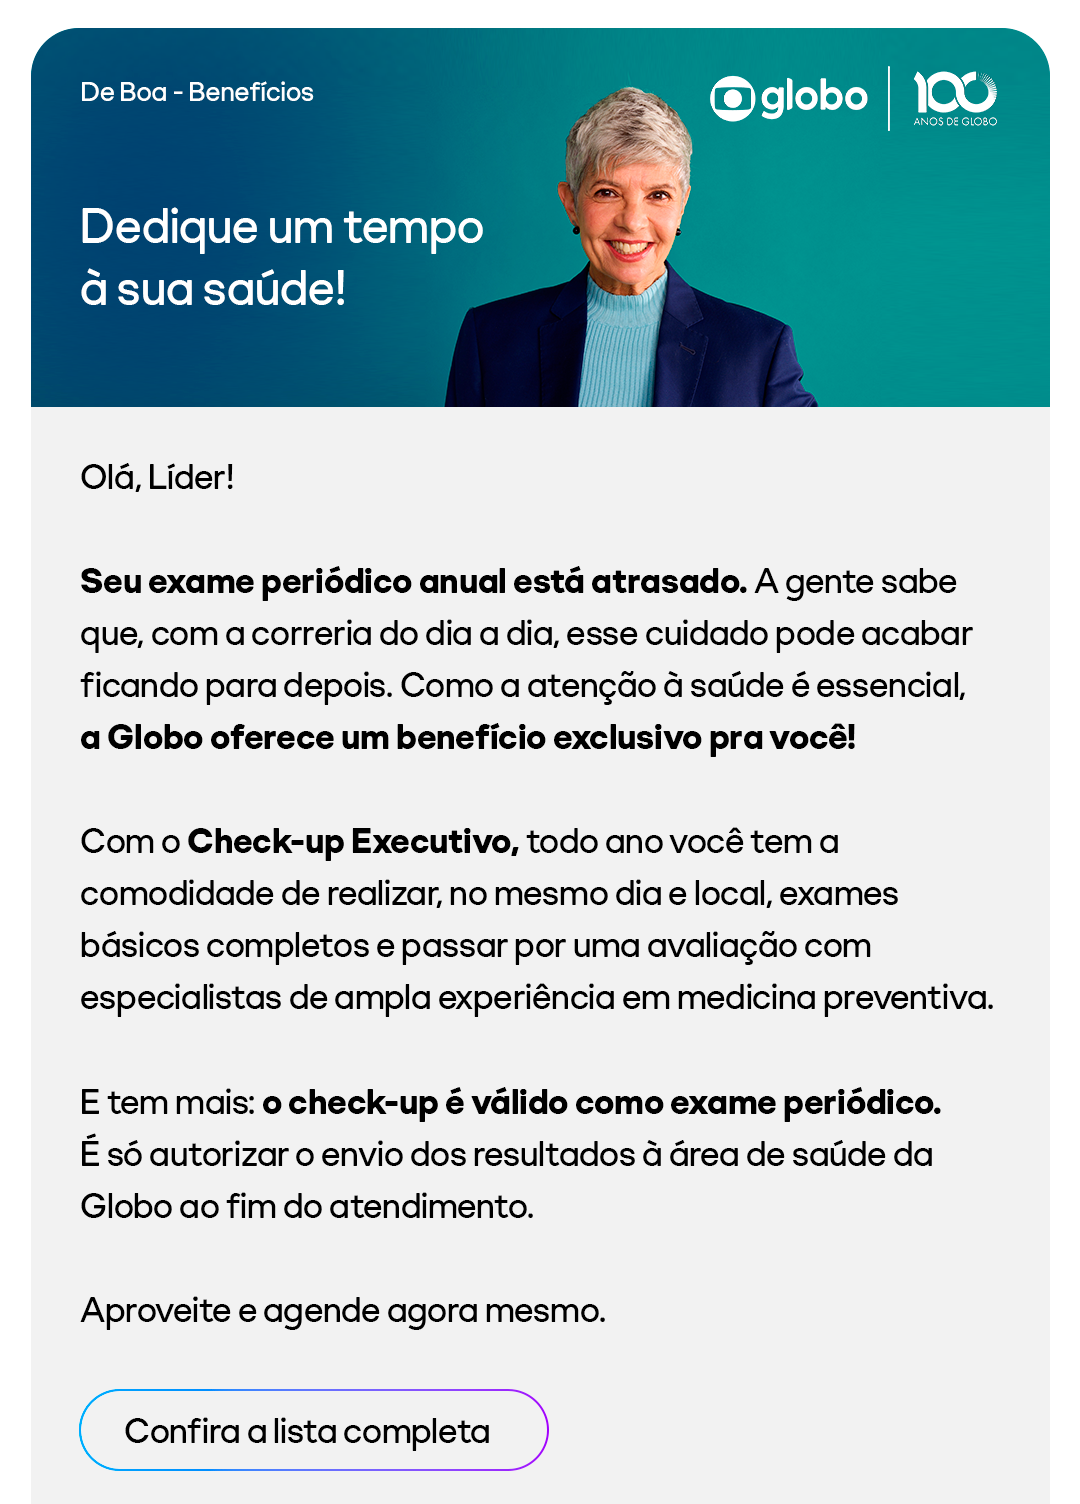 De Boa - Benefícios
globo
100
ANOS DE GLOBO
Dedique um tempo
à sua saúde!
Olá, Líder!
Seu exame periódico anual está atrasado. A gente sabe
que, com a correria do dia a dia, esse cuidado pode acabar
ficando para depois. Como a atenção à saúde é essencial,
a Globo oferece um benefício exclusivo pra você!
Com o Check-up Executivo, todo ano você tem a
comodidade de realizar, no mesmo dia e local, exames
básicos completos e passar por uma avaliação com
especialistas de ampla experiência em medicina preventiva.
E tem mais: o check-up é válido como exame periódico.
É só autorizar o envio dos resultados à área de saúde da
Globo ao fim do atendimento.
Aproveite e agende agora mesmo.
Confira a lista completa